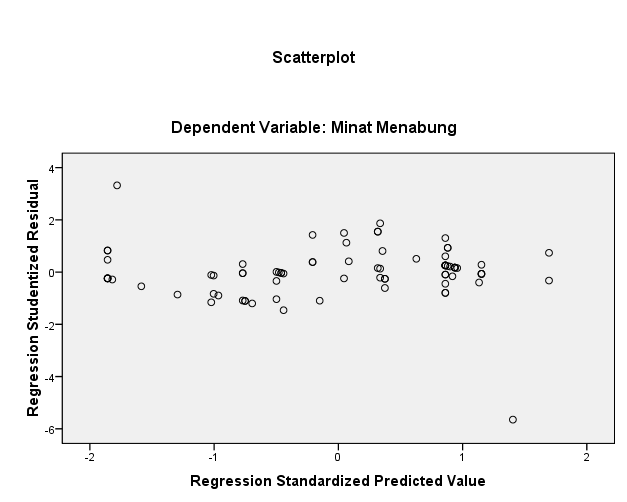 Scatterplot
Dependent Variable: Minat Menabung
Regression Studentized Residual
4
2
0
-2
-4
-6
-2
-1
0
1
2
Regression Standardized Predicted Value